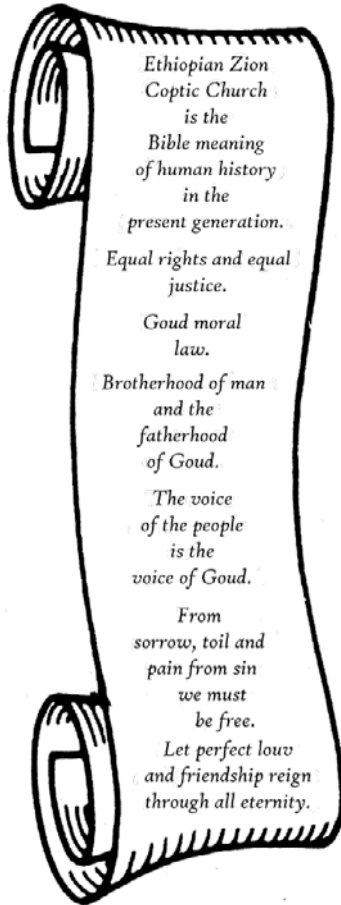 Ethiopian Zion
Coptic Church
is the
Bible meaning
of human history
in the
present generation.
Equal rights and equal
justice.
Goud moral
law.
Brotherhood of man
and the
fatherhood
of Goud.
The voice
of the people
is the
voice of Goud.
From
sorrow, toil and
pain from sin
we must
be free.
Let perfect louv
and friendship reign
through all eternity.